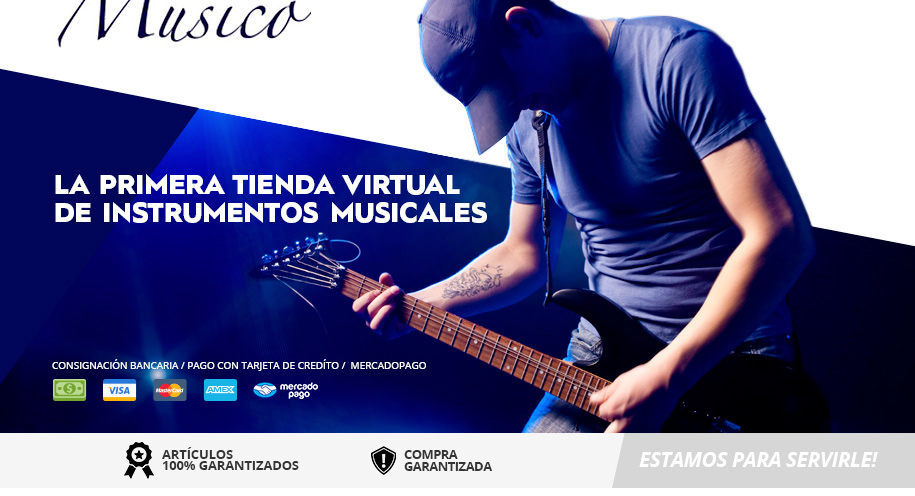 Musico
LA PRIMERA TIENDA VIRTUAL
DE INSTRUMENTOS MUSICALES
CONSIGNACIÓN BANCARIA / PAGO CON TARJETA DE CREDÍTO / MERCADOPAGO
VISA
MasterCard
AMEX
mercado
pago
ARTÍCULOS
100% GARANTIZADOS
COMPRA
GARANTIZADA
ESTAMOS PARA SERVIRLE!